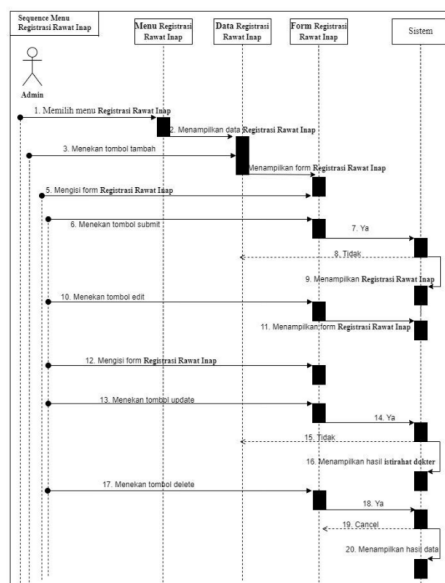 Sequence Menu
Registrasi Rawat Inap
Menu Registrasi
Rawat Inap
Data Registrasi
Rawat Inap
Form Registrasi
Rawat Inap
Sistem
Admin
1. Memilih menu Registrasi Rawat Inap
2. Menampilkan data Registrasi Rawat Inap
3. Menekan tombol tambah
Menampilkan form Registrasi Rawat Inap
5. Mengisi form Registrasi Rawat Inap
6. Menekan tombol submit
7. Ya
8. Tidak
9. Menampilkan Registrasi Rawat Inap
10. Menekan tombol edit
11. Menampilkan form Registrasi Rawat Inap
12. Mengisi form Registrasi Rawat Inap
13. Menekan tombol update
14. Ya
15. Tidak
16. Menampilkan hasil istirahat dokter
17. Menekan tombol delete
18. Ya
19. Cancel
20. Menampilkan hasil data